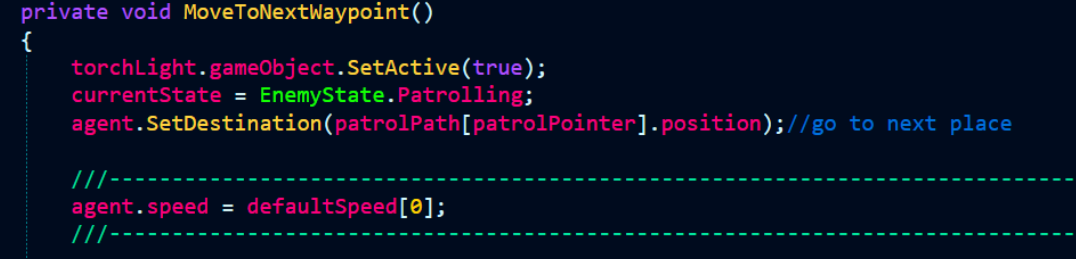 private void MoveToNextWaypoint()
{
torchLight.gameObject.SetActive(true);
currentState = EnemyState.Patrolling;
agent.SetDestination(patrolPath[patrolPointer].position);//go to next place
///--------------------------------------------------------------------------------
agent.speed = defaultSpeed[0];
///--------------------------------------------------------------------------------